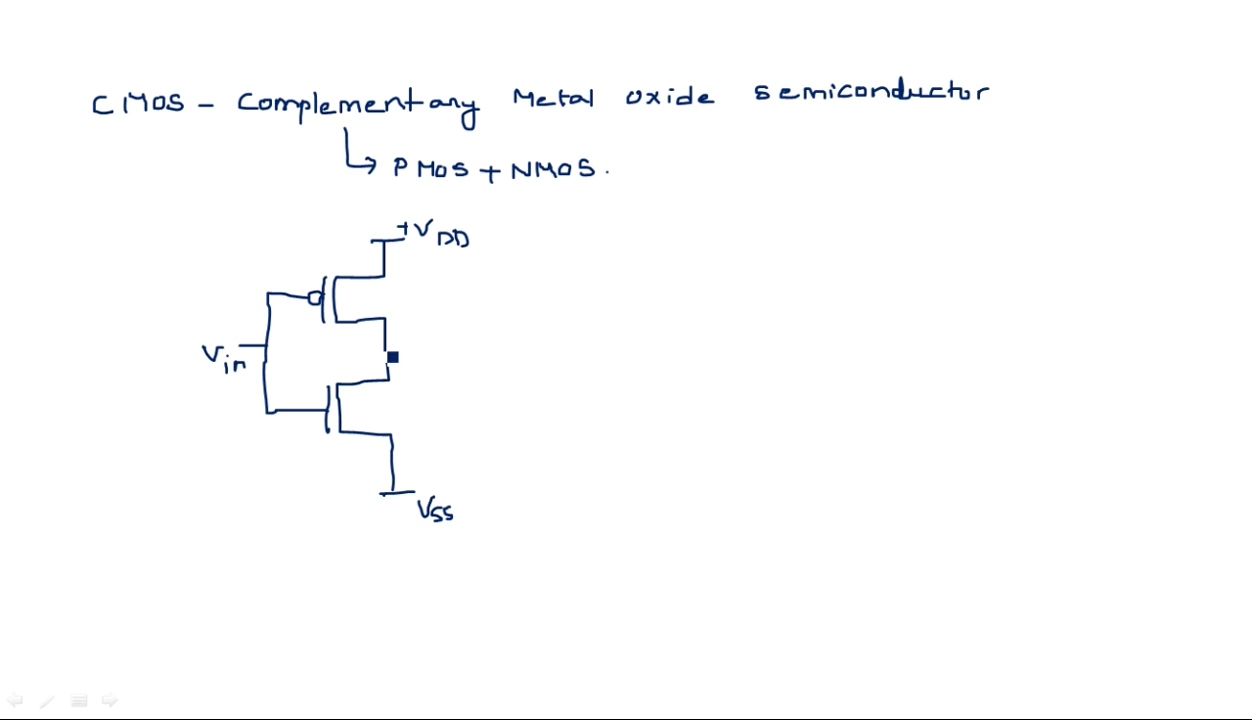 CMOS - Complementary Metal oxide semiconductor
PMOS + NMOS.
+VDD
Vin
VSS